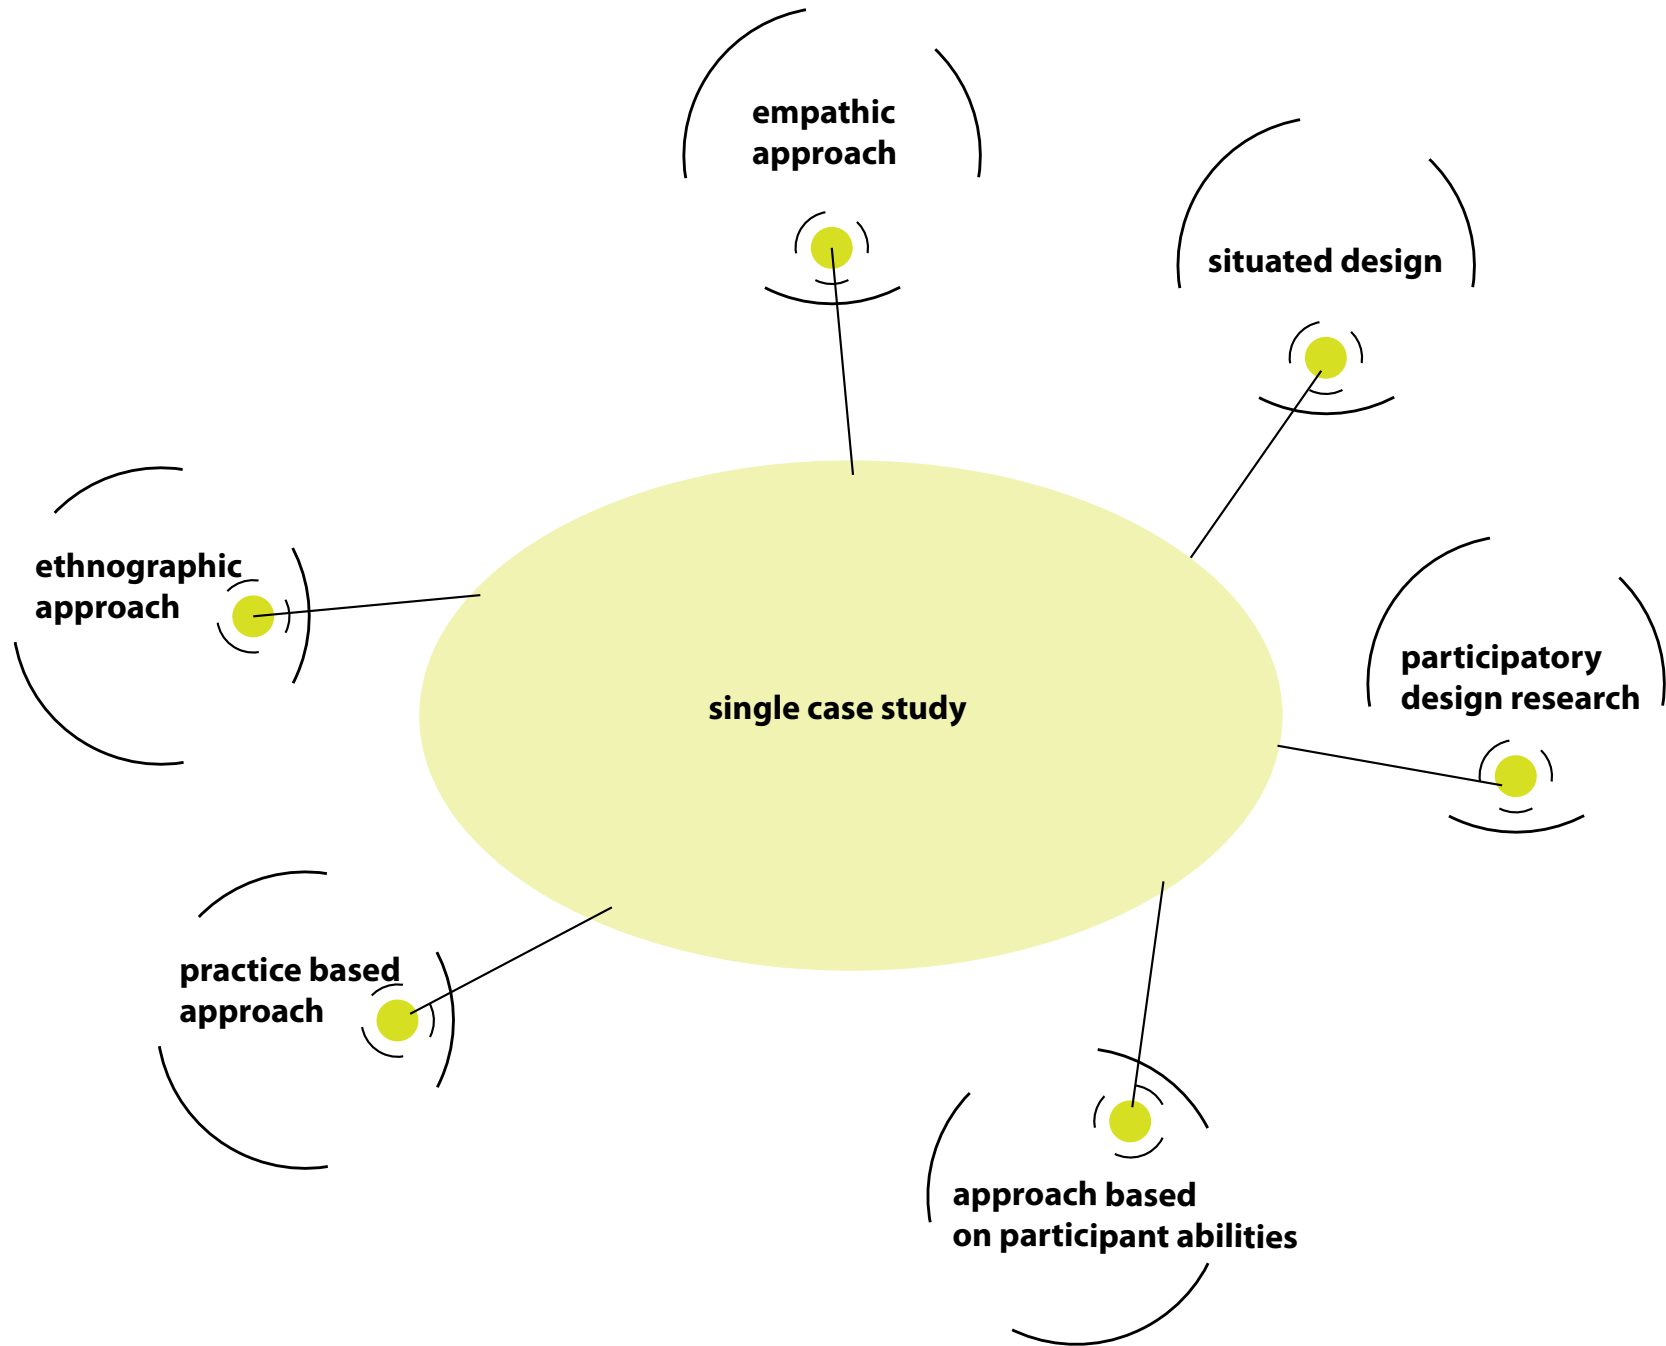 empathic
approach
situated design
ethnographic
approach
participatory
design research
single case study
practice based
approach
approach based
on participant abilities